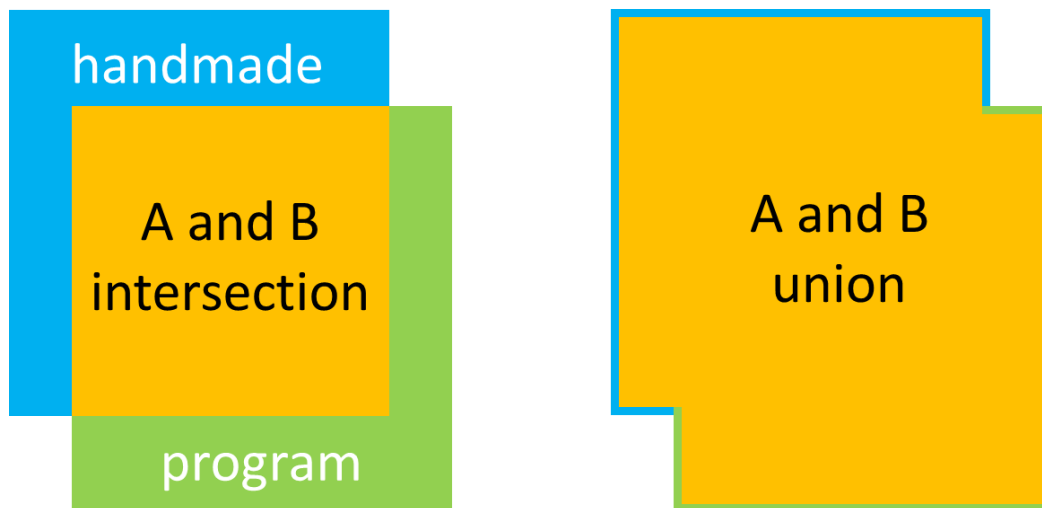 handmade
A and B
intersection
program
A and B
union